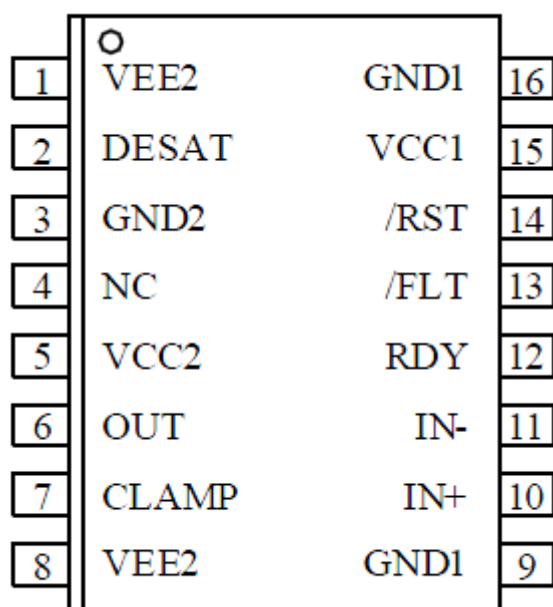 1 VEE2 GND1 16
2 DESAT VCC1 15
3 GND2 /RST 14
4 NC /FLT 13
5 VCC2 RDY 12
6 OUT IN- 11
7 CLAMP IN+ 10
8 VEE2 GND1 9